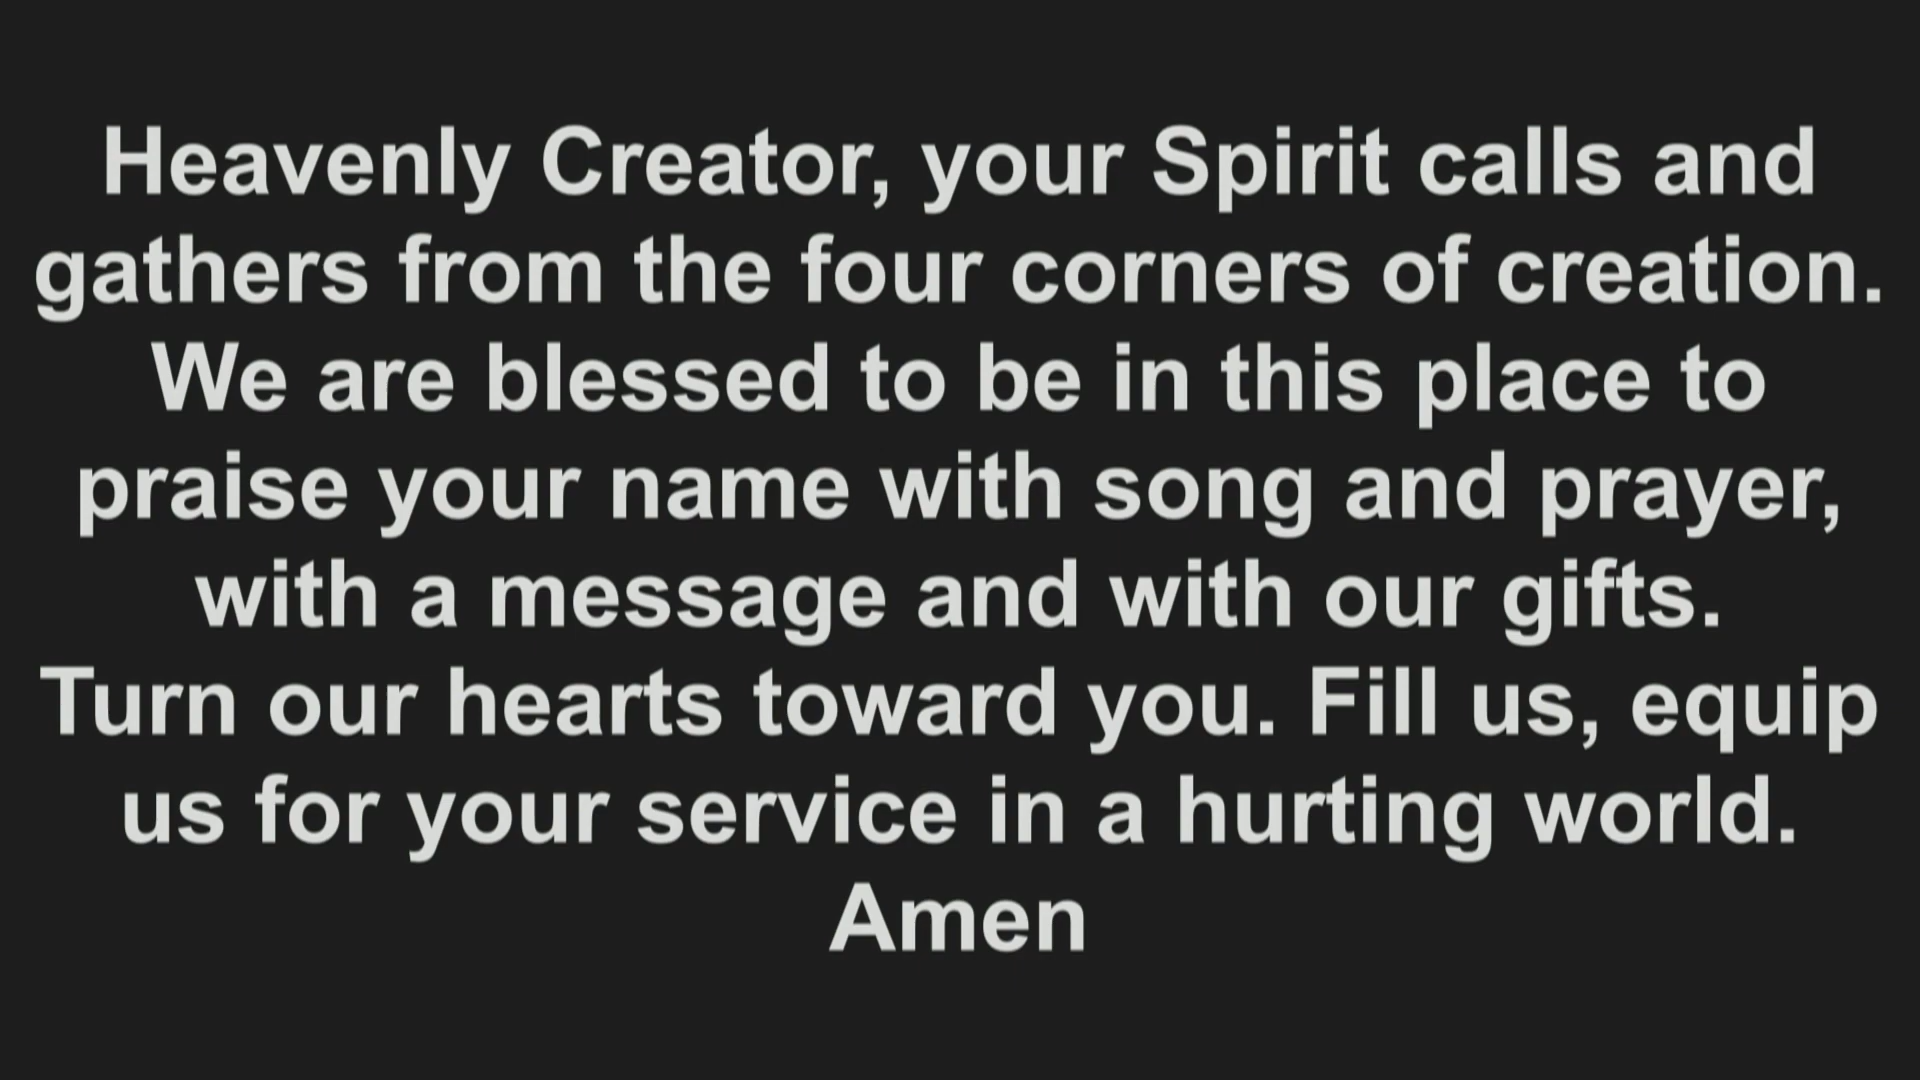 Heavenly Creator, your Spirit calls and
gathers from the four corners of creation.
We are blessed to be in this place to
praise your name with song and prayer,
with a message and with our gifts.
Turn our hearts toward you. Fill us, equip
us for your service in a hurting world.
Amen